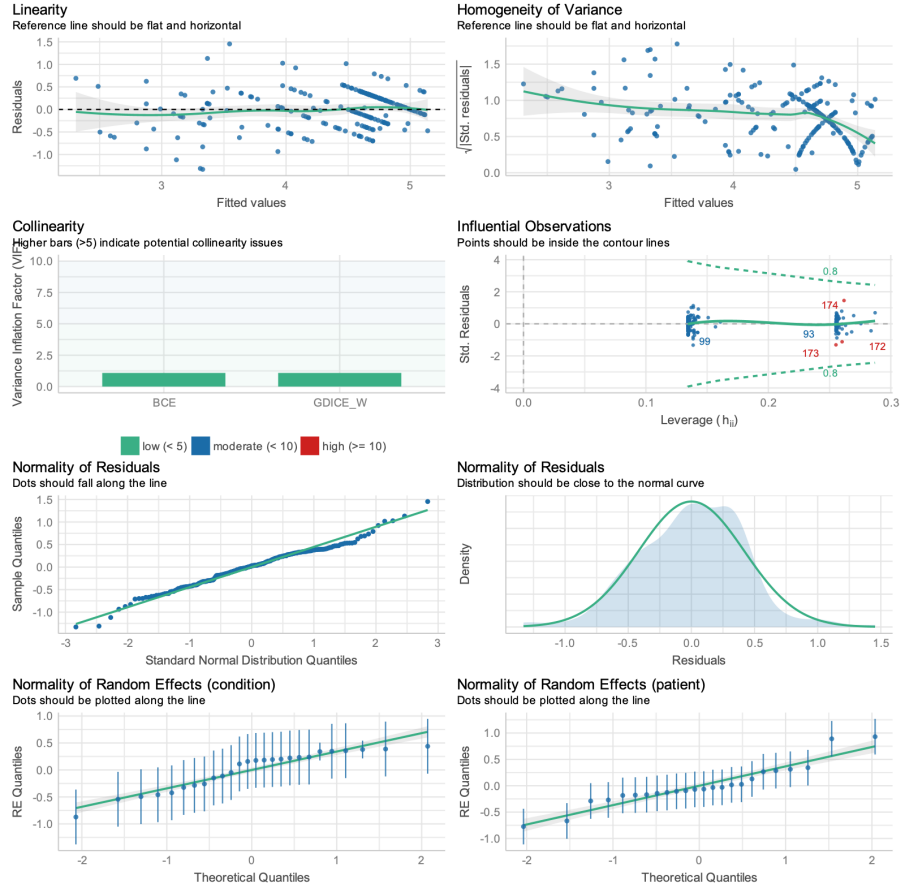 Linearity
Reference line should be flat and horizontal
Residuals
1.5
1.0
0.5
0.0
-0.5
-1.0
3
4
5
Fitted values
Homogeneity of Variance
Reference line should be flat and horizontal
√|Std. residuals|
1.5
1.0
0.5
0.0
3
4
5
Fitted values
Collinearity
Higher bars (>5) indicate potential collinearity issues
Variance Inflation Factor (VIF)
10.0
7.5
5.0
2.5
0.0
BCE
GDICE_W
low (< 5)
moderate (< 10)
high (>= 10)
Influential Observations
Points should be inside the contour lines
Std. Residuals
4
2
0
-2
-4
0.8
174
93
99
173
172
0.8
0.0
0.1
0.2
0.3
Leverage (hii)
Normality of Residuals
Dots should fall along the line
Sample Quantiles
1.5
1.0
0.5
0.0
-0.5
-1.0
-3
-2
-1
0
1
2
3
Standard Normal Distribution Quantiles
Normality of Residuals
Distribution should be close to the normal curve
Density
-1.0
-0.5
0.0
0.5
1.0
1.5
Residuals
Normality of Random Effects (condition)
Dots should be plotted along the line
RE Quantiles
1.0
0.5
0.0
-0.5
-1.0
-2
-1
0
1
2
Theoretical Quantiles
Normality of Random Effects (patient)
Dots should be plotted along the line
RE Quantiles
1.0
0.5
0.0
-0.5
-1.0
-2
-1
0
1
2
Theoretical Quantiles